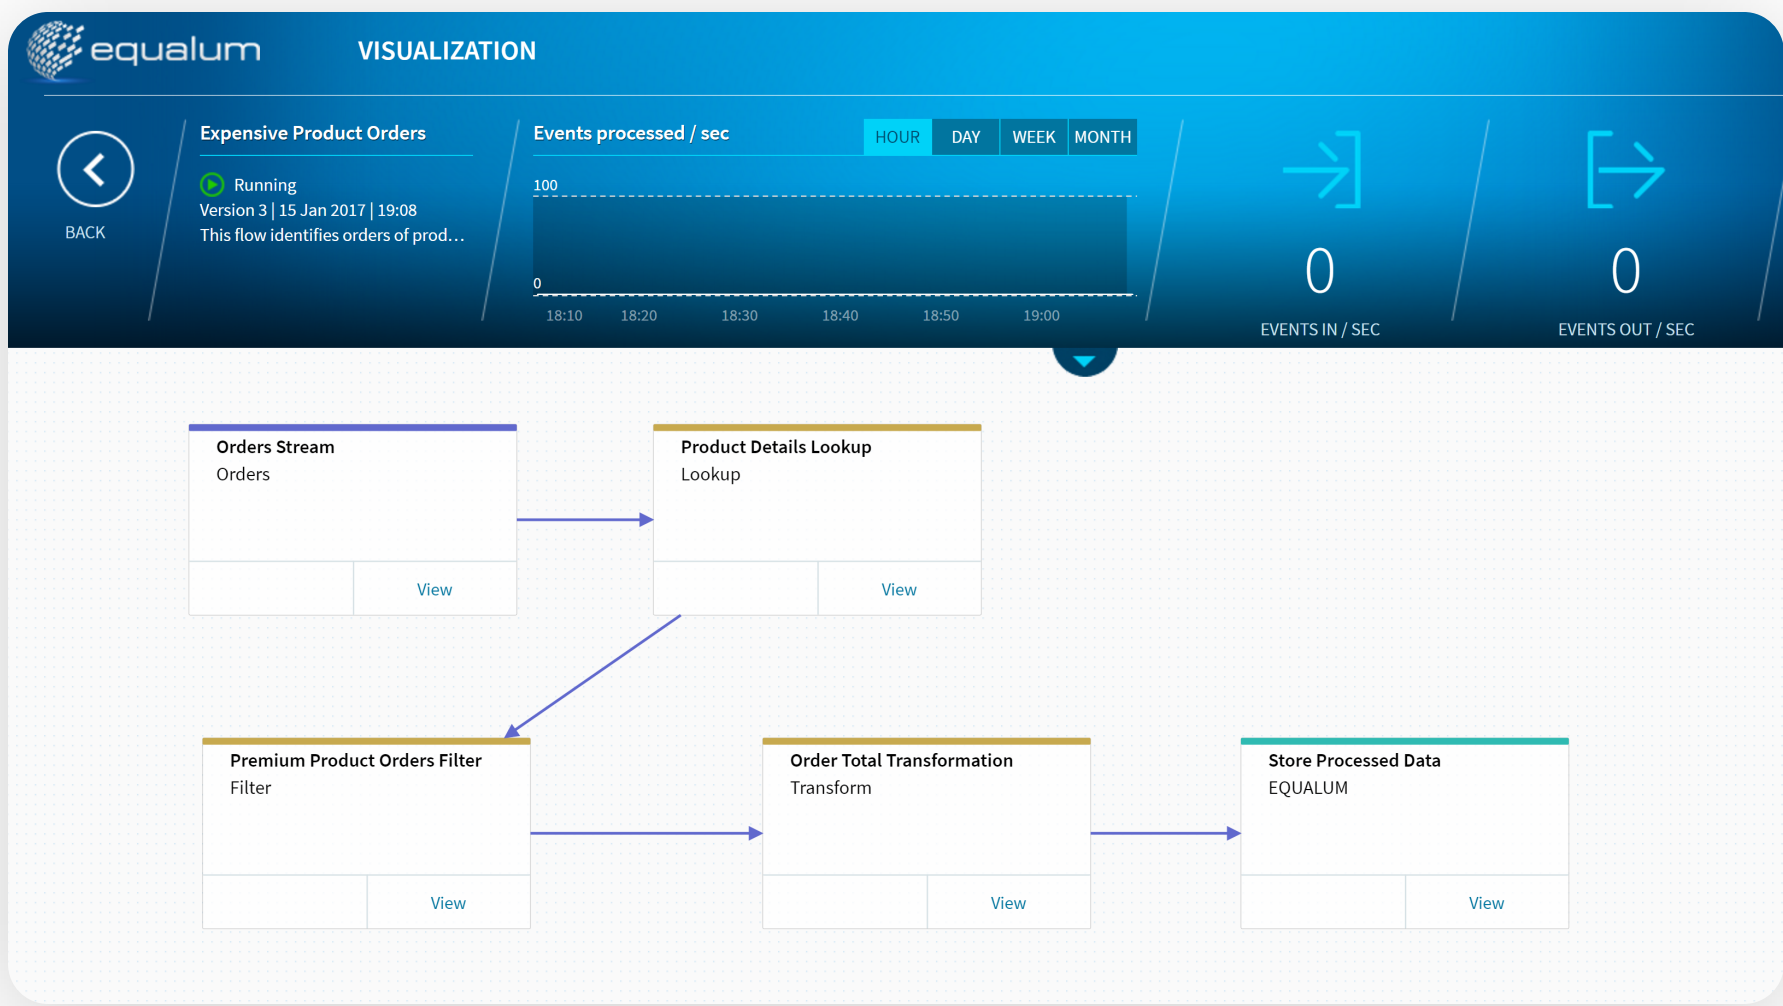 equalum
VISUALIZATION
BACK
Expensive Product Orders
Running
Version 3 | 15 Jan 2017 | 19:08
This flow identifies orders of prod...
Events processed / sec
HOUR DAY WEEK MONTH
100
0
18:10 18:20 18:30 18:40 18:50 19:00
0
EVENTS IN / SEC
0
EVENTS OUT / SEC
Orders Stream
Orders
View
Product Details Lookup
Lookup
View
Premium Product Orders Filter
Filter
View
Order Total Transformation
Transform
View
Store Processed Data
EQUALUM
View